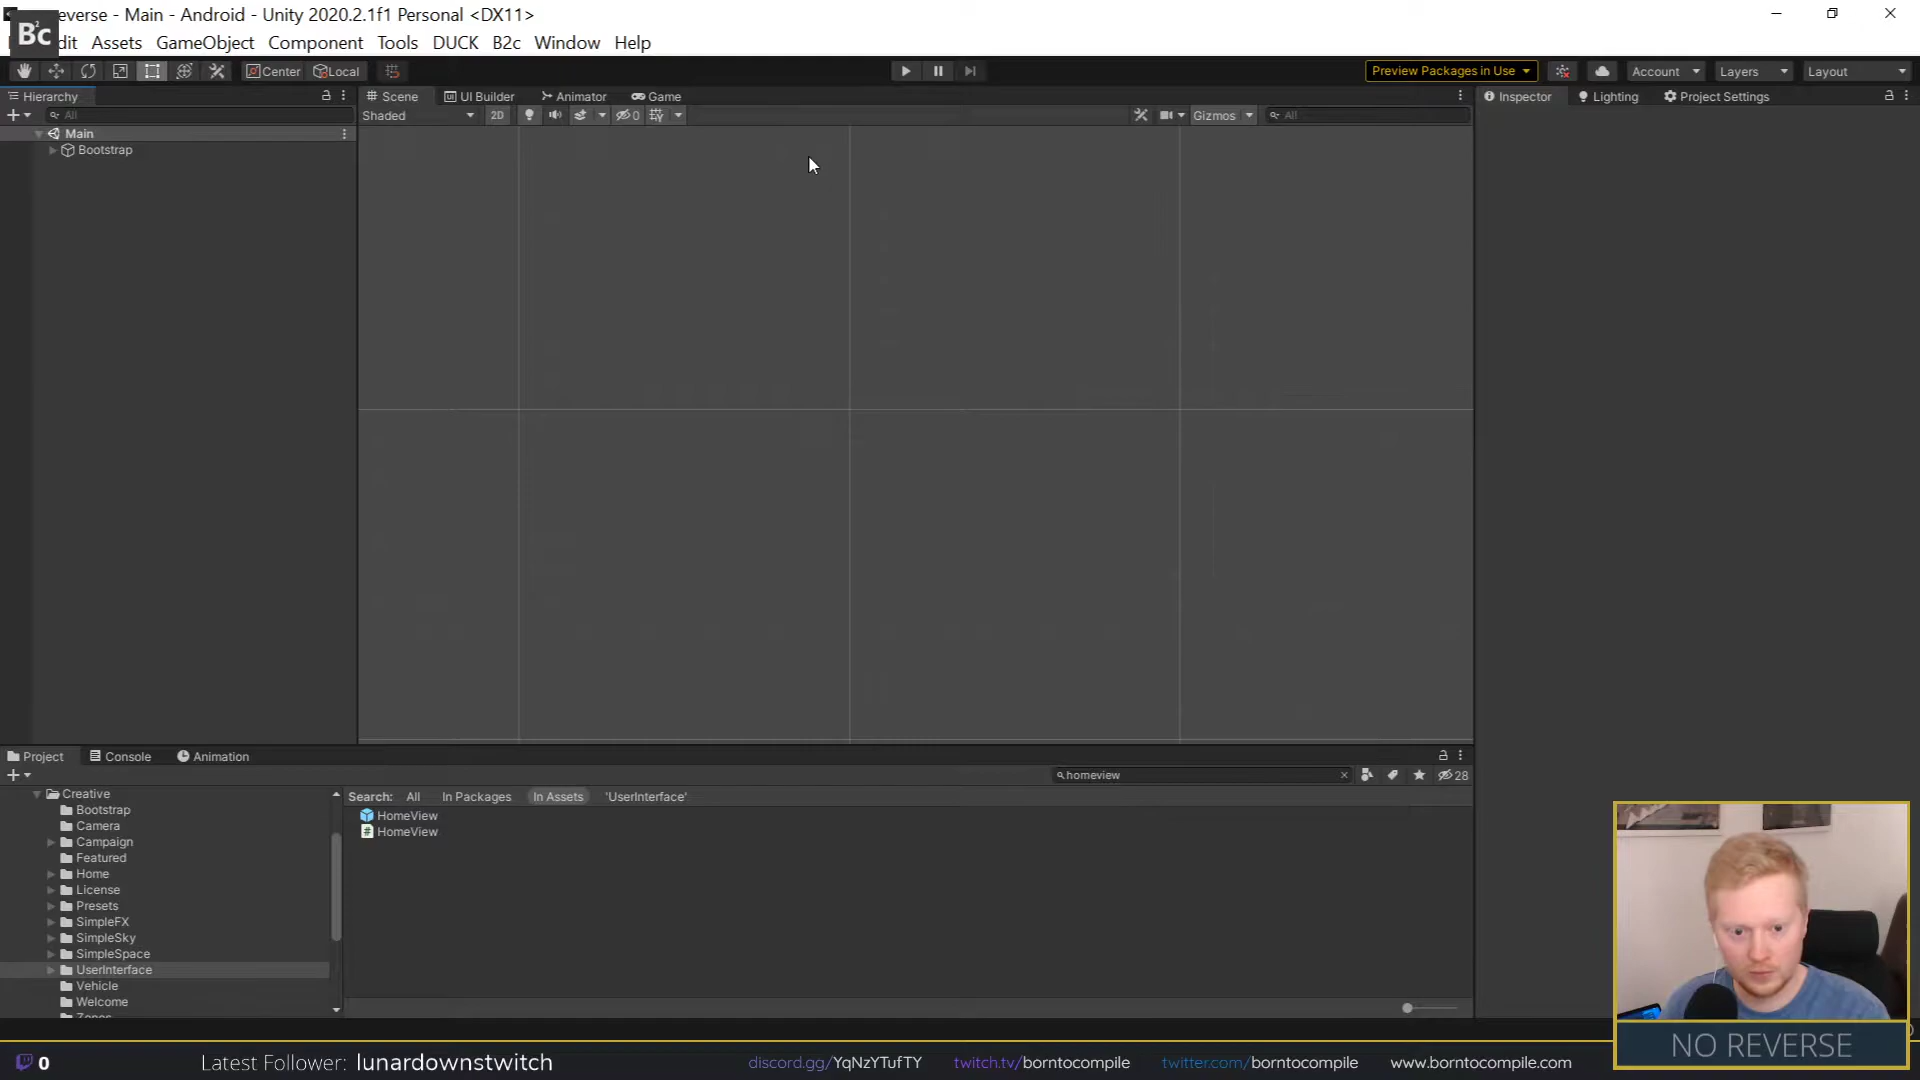 everse - Main - Android - Unity 2020.2.1f1 Personal <DX11>
Bc2
dit Assets GameObject Component Tools DUCK B2c Window Help
Center Local
Preview Packages in Use Account Layers Layout
Hierarchy Scene UI Builder Animator Game Inspector Lighting Project Settings
All Shaded 2D 0 Gizmos All
Main
Bootstrap
Project Console Animation
homeview 28
Creative
Bootstrap
Camera
Campaign
Featured
Home
License
Presets
SimpleFX
SimpleSky
SimpleSpace
UserInterface
Vehicle
Welcome
Search: All In Packages In Assets 'UserInterface'
HomeView
HomeView
NO REVERSE
0 Latest Follower: lunardownstwitch discord.gg/YqNzYTufTY twitch.tv/borntocompile twitter.com/borntocompile www.borntocompile.com